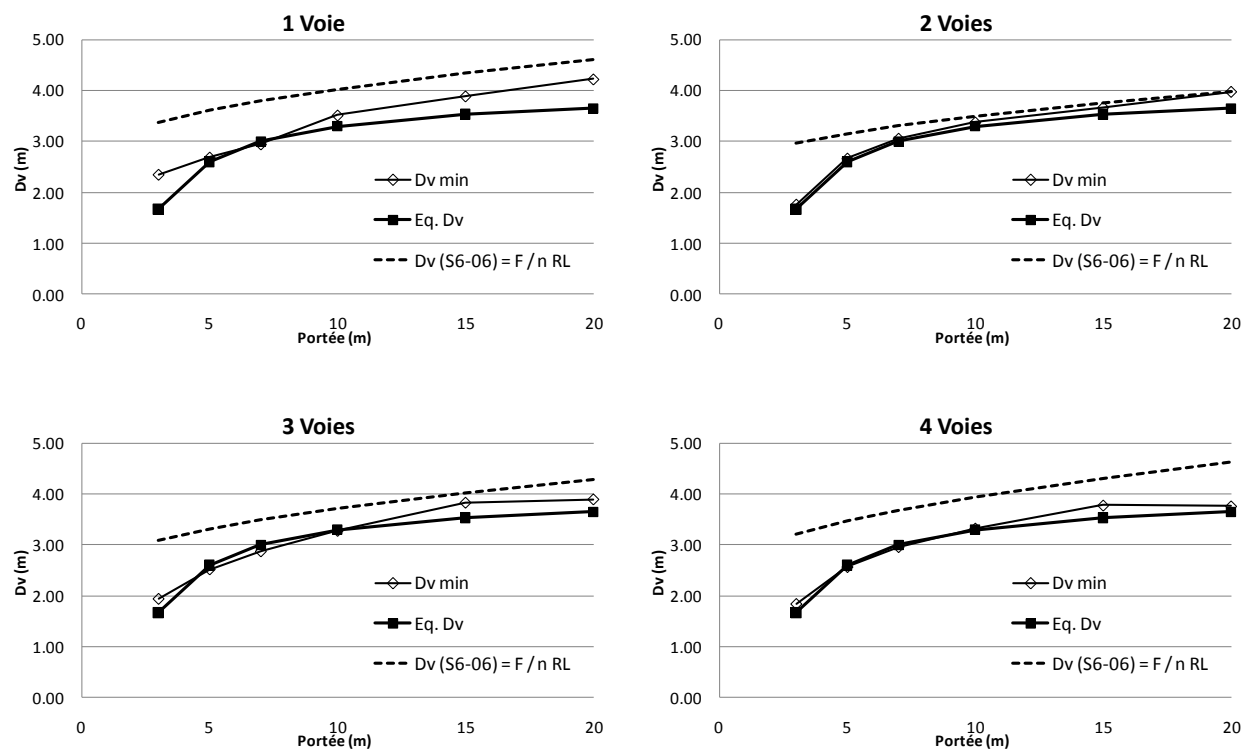 1 Voie
5.00
4.00
3.00
2.00
1.00
0.00
Dv (m)
Dv min
Eq. Dv
Dv (S6-06) = F / n RL
0 5 10 15 20
Portée (m)
2 Voies
5.00
4.00
3.00
2.00
1.00
0.00
Dv (m)
Dv min
Eq. Dv
Dv (S6-06) = F / n RL
0 5 10 15 20
Portée (m)
3 Voies
5.00
4.00
3.00
2.00
1.00
0.00
Dv (m)
Dv min
Eq. Dv
Dv (S6-06) = F / n RL
0 5 10 15 20
Portée (m)
4 Voies
5.00
4.00
3.00
2.00
1.00
0.00
Dv (m)
Dv min
Eq. Dv
Dv (S6-06) = F / n RL
0 5 10 15 20
Portée (m)